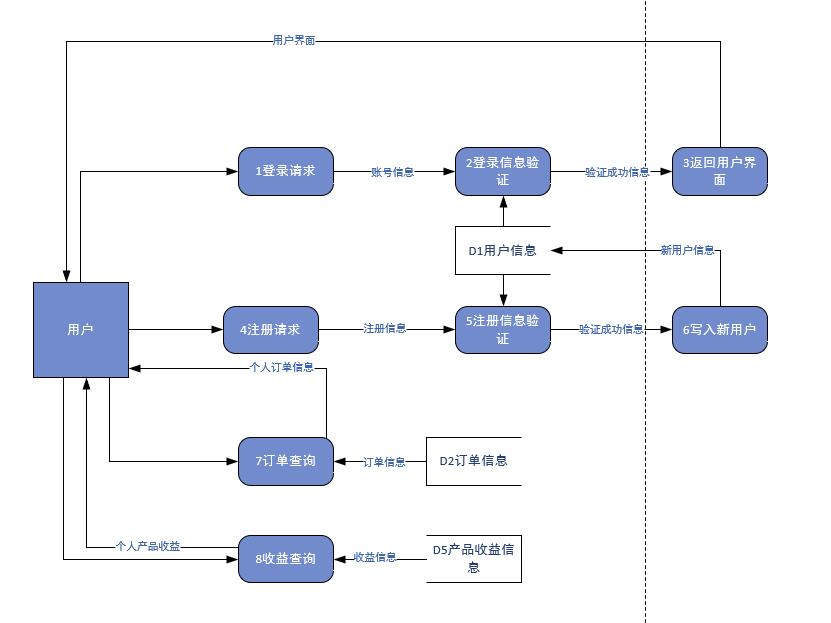 用户界面
1登录请求
账号信息
2登录信息验
证
验证成功信息
3返回用户界
面
D1用户信息
新用户信息
用户
4注册请求
注册信息
5注册信息验
证
验证成功信息
6写入新用户
个人订单信息
7订单查询
订单信息
D2订单信息
个人产品收益
8收益查询
收益信息
D5产品收益信
息